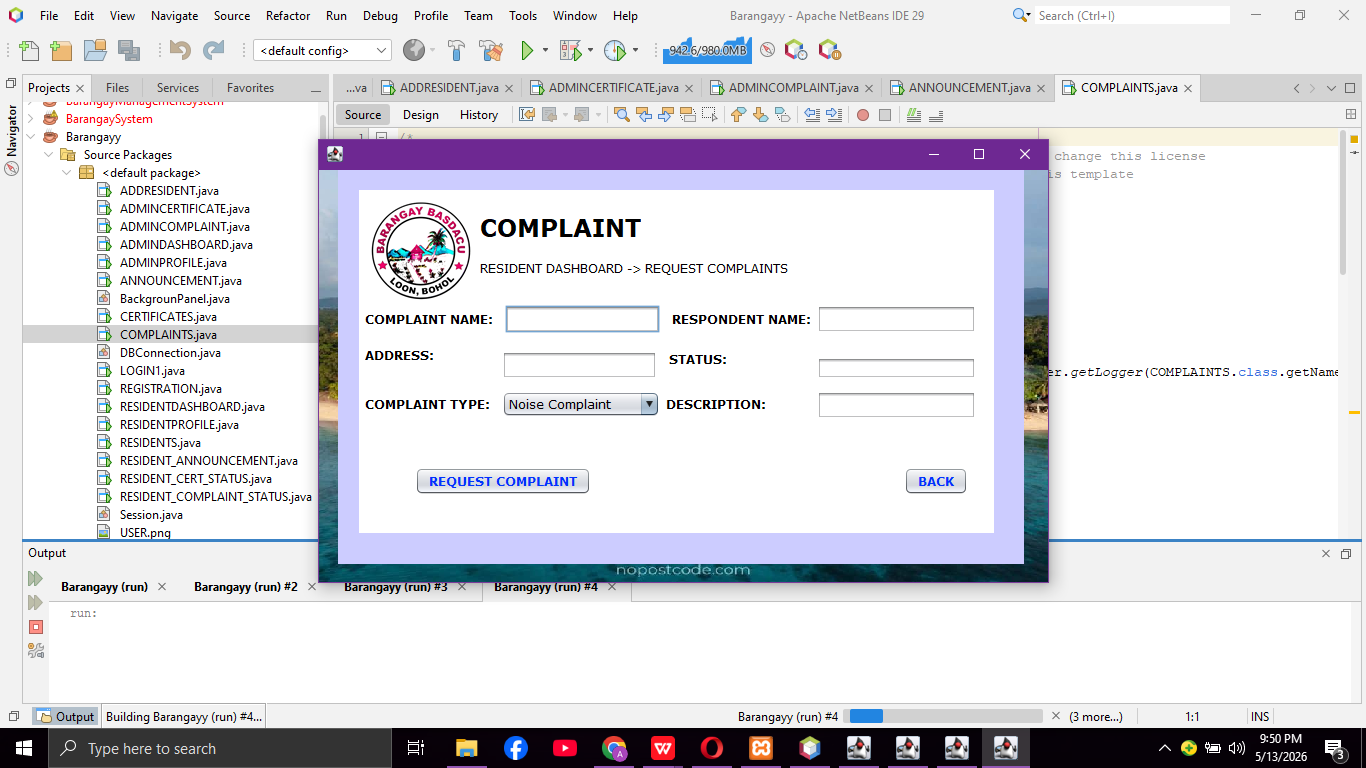 File Edit View Navigate Source Refactor Run Debug Profile Team Tools Window Help
Barangayy - Apache NetBeans IDE 29
Search (Ctrl+I)
<default config>
942.6/980.0MB
Projects Files Services Favorites
...va ADDRESIDENT.java ADMINCERTIFICATE.java ADMINCOMPLAINT.java ANNOUNCEMENT.java COMPLAINTS.java
Source Design History
Navigator
BarangayManagementSystem
BarangaySystem
Barangayy
Source Packages
<default package>
ADDRESIDENT.java
ADMINCERTIFICATE.java
ADMINCOMPLAINT.java
ADMINDASHBOARD.java
ADMINPROFILE.java
ANNOUNCEMENT.java
BackgrounPanel.java
CERTIFICATES.java
COMPLAINTS.java
DBConnection.java
LOGIN1.java
REGISTRATION.java
RESIDENTDASHBOARD.java
RESIDENTPROFILE.java
RESIDENTS.java
RESIDENT_ANNOUNCEMENT.java
RESIDENT_CERT_STATUS.java
RESIDENT_COMPLAINT_STATUS.java
Session.java
USER.png
1 /*
change this license
is template
er.getLogger(COMPLAINTS.class.getName
BARANGAY BASDACU
LOON, BOHOL
COMPLAINT
RESIDENT DASHBOARD -> REQUEST COMPLAINTS
COMPLAINT NAME: RESPONDENT NAME:
ADDRESS: STATUS:
COMPLAINT TYPE: Noise Complaint DESCRIPTION:
REQUEST COMPLAINT BACK
nopostcode.com
Output
Barangayy (run) Barangayy (run) #2 Barangayy (run) #3 Barangayy (run) #4
run:
Output Building Barangayy (run) #4... Barangayy (run) #4 (3 more...) 1:1 INS
Type here to search
9:50 PM
5/13/2026
3